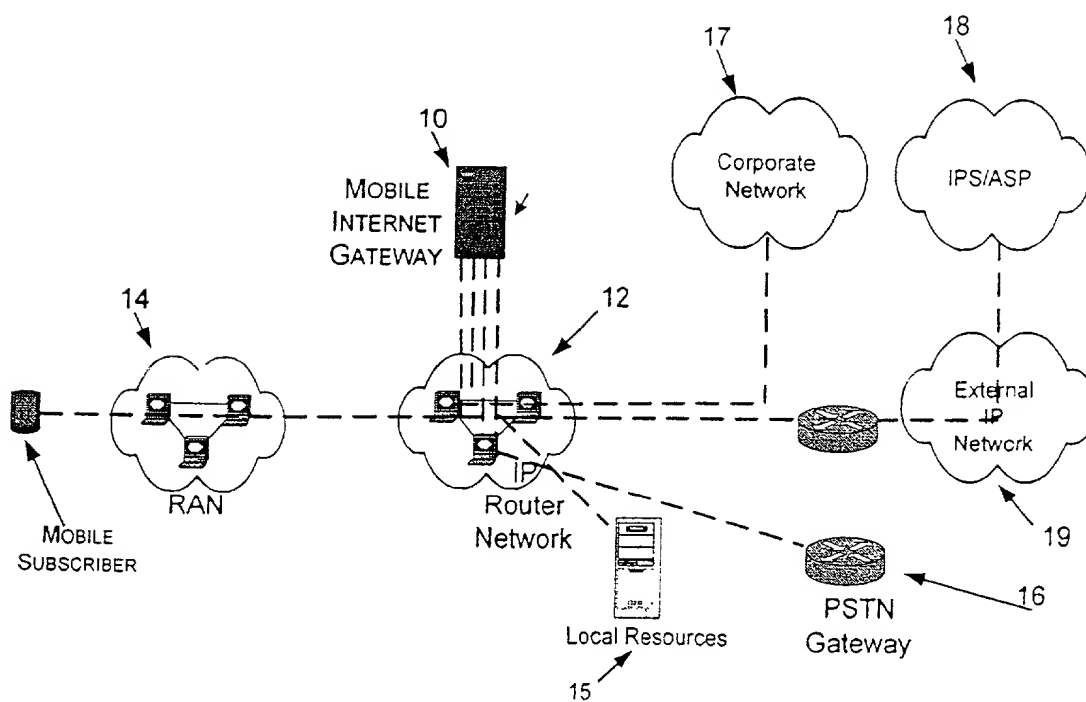 17
18
10
MOBILE
INTERNET
GATEWAY
Corporate
Network
IPS/ASP
14
12
External
IP
Network
RAN
IP
Router
Network
MOBILE
SUBSCRIBER
19
16
PSTN
Gateway
Local Resources
15